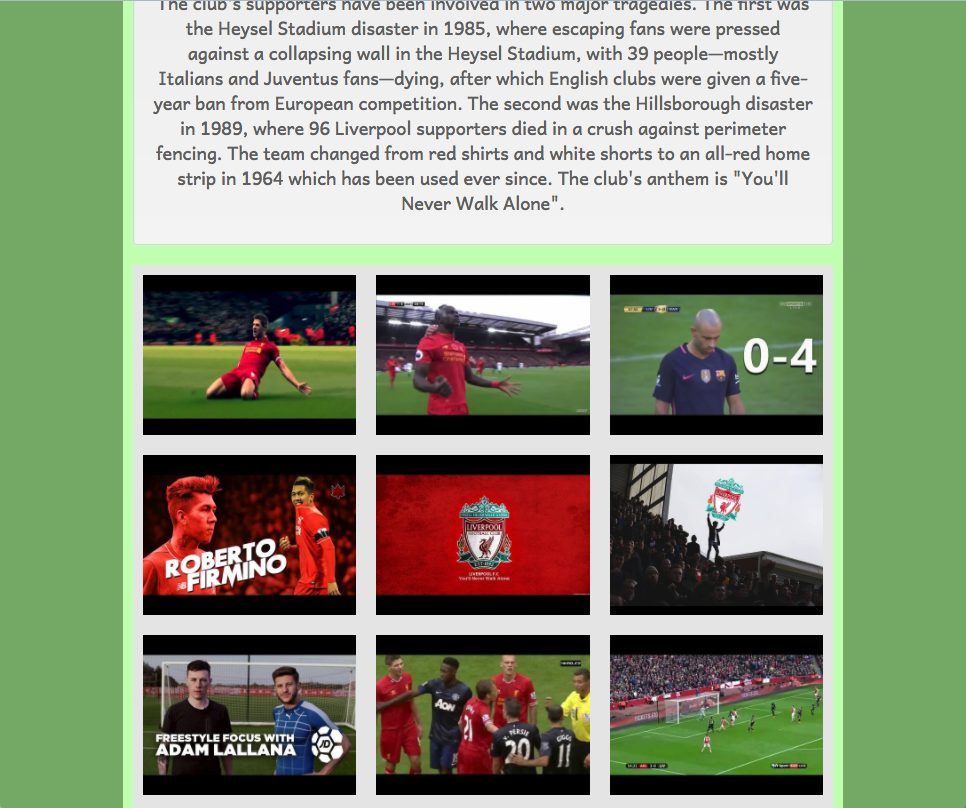 The club's supporters have been involved in two major tragedies. The first was
the Heysel Stadium disaster in 1985, where escaping fans were pressed
against a collapsing wall in the Heysel Stadium, with 39 people—mostly
Italians and Juventus fans—dying, after which English clubs were given a five-
year ban from European competition. The second was the Hillsborough disaster
in 1989, where 96 Liverpool supporters died in a crush against perimeter
fencing. The team changed from red shirts and white shorts to an all-red home
strip in 1964 which has been used ever since. The club's anthem is "You'll
Never Walk Alone".
0-4
ROBERTO
FIRMINO
LIVERPOOL
FOOTBALL CLUB
EST·1892
LIVERPOOL F.C
You'll Never Walk Alone
FREESTYLE FOCUS WITH
ADAM LALLANA
JD
AON
21
V. PERSIE
20
GIGGS
11